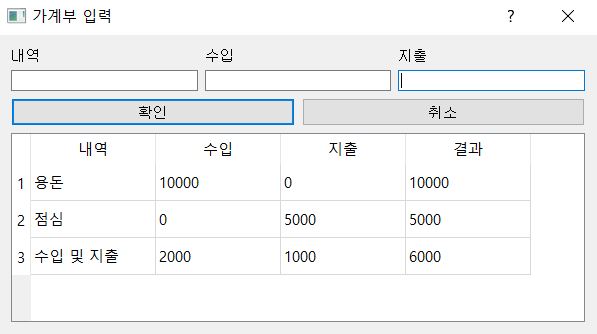 가계부 입력
내역 수입 지출
확인 취소
내역 수입 지출 결과
1 용돈 10000 0 10000
2 점심 0 5000 5000
3 수입 및 지출 2000 1000 6000